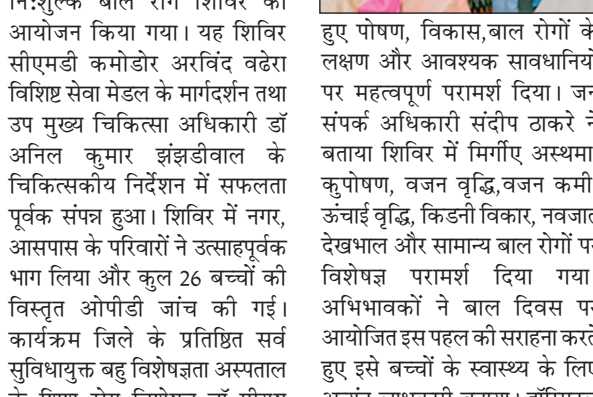 नि:शुल्क बाल रोग शिविर का
आयोजन किया गया। यह शिविर
सीएमडी कमोडोर अरविंद वढेरा
विशिष्ट सेवा मेडल के मार्गदर्शन तथा
उप मुख्य चिकित्सा अधिकारी डॉ
अनिल कुमार झंझडीवाल के
चिकित्सकीय निर्देशन में सफलता
पूर्वक संपन्न हुआ। शिविर में नगर,
आसपास के परिवारों ने उत्साहपूर्वक
भाग लिया और कुल 26 बच्चों की
विस्तृत ओपीडी जांच की गई।
कार्यक्रम जिले के प्रतिष्ठित सर्व
सुविधायुक्त बहु विशेषज्ञता अस्पताल
हुए पोषण, विकास,बाल रोगों के
लक्षण और आवश्यक सावधानियों
पर महत्वपूर्ण परामर्श दिया। जन
संपर्क अधिकारी संदीप ठाकरे ने
बताया शिविर में मिर्गीए अस्थमा
कुपोषण, वजन वृद्धि,वजन कमी
ऊंचाई वृद्धि, किडनी विकार, नवजात
देखभाल और सामान्य बाल रोगों पर
विशेषज्ञ परामर्श दिया गया
अभिभावकों ने बाल दिवस पर
आयोजित इस पहल की सराहना करते
हुए इसे बच्चों के स्वास्थ्य के लिए